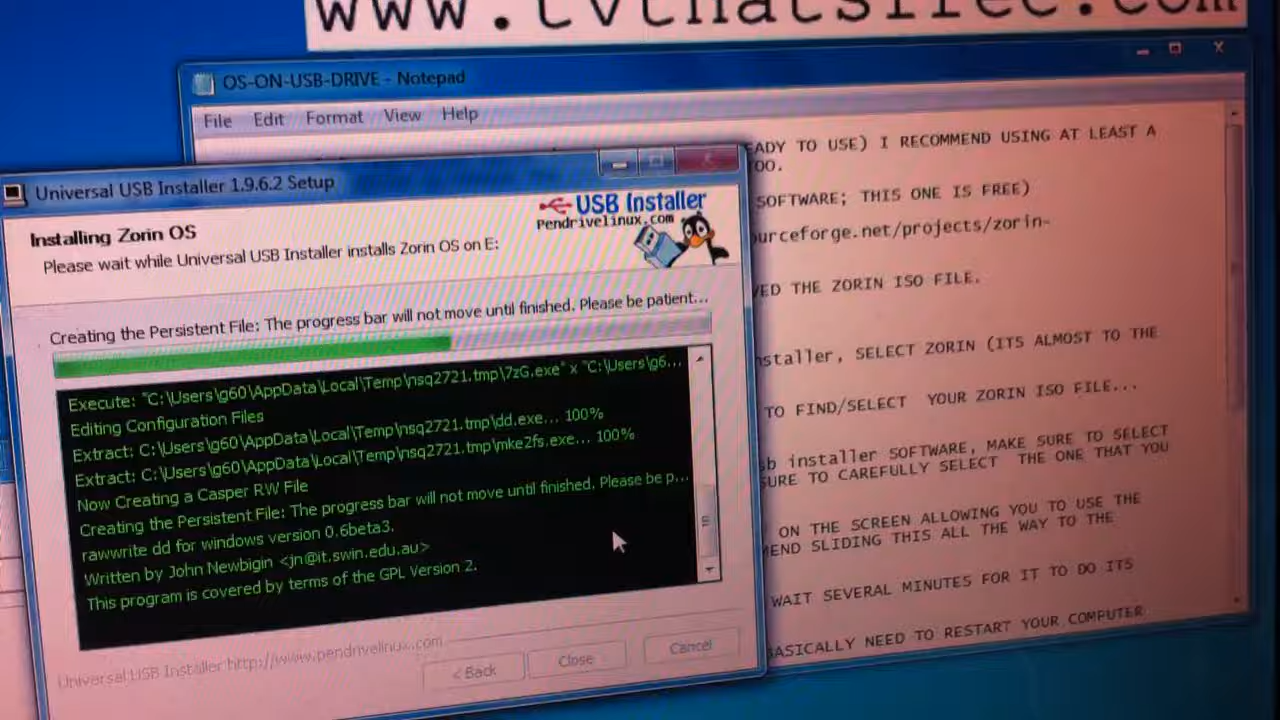 www.tvthatsfree.com
OS-ON-USB-DRIVE - Notepad
File Edit Format View Help
EADY TO USE) I RECOMMEND USING AT LEAST A
OO.
SOFTWARE; THIS ONE IS FREE)
ourceforge.net/projects/zorin-
VED THE ZORIN ISO FILE.
nstaller, SELECT ZORIN (ITS ALMOST TO THE
TO FIND/SELECT YOUR ZORIN ISO FILE...
sb installer SOFTWARE, MAKE SURE TO SELECT
SURE TO CAREFULLY SELECT THE ONE THAT YOU
ON THE SCREEN ALLOWING YOU TO USE THE
MEND SLIDING THIS ALL THE WAY TO THE
WAIT SEVERAL MINUTES FOR IT TO DO ITS
BASICALLY NEED TO RESTART YOUR COMPUTER
Universal USB Installer 1.9.6.2 Setup
USB Installer
Pendrivelinux.com
Installing Zorin OS
Please wait while Universal USB Installer installs Zorin OS on E:
Creating the Persistent File: The progress bar will not move until finished. Please be patient...
Execute: "C:\Users\g60\AppData\Local\Temp\nsq2721.tmp\7zG.exe" x "C:\Users\g6...
Editing Configuration Files
Extract: C:\Users\g60\AppData\Local\Temp\nsq2721.tmp\dd.exe... 100%
Extract: C:\Users\g60\AppData\Local\Temp\nsq2721.tmp\mke2fs.exe... 100%
Now Creating a Casper RW File
Creating the Persistent File: The progress bar will not move until finished. Please be p...
rawwrite dd for windows version 0.6beta3.
Written by John Newbigin <jn@it.swin.edu.au>
This program is covered by terms of the GPL Version 2.
Universal USB Installer http://www.pendrivelinux.com
< Back Close Cancel